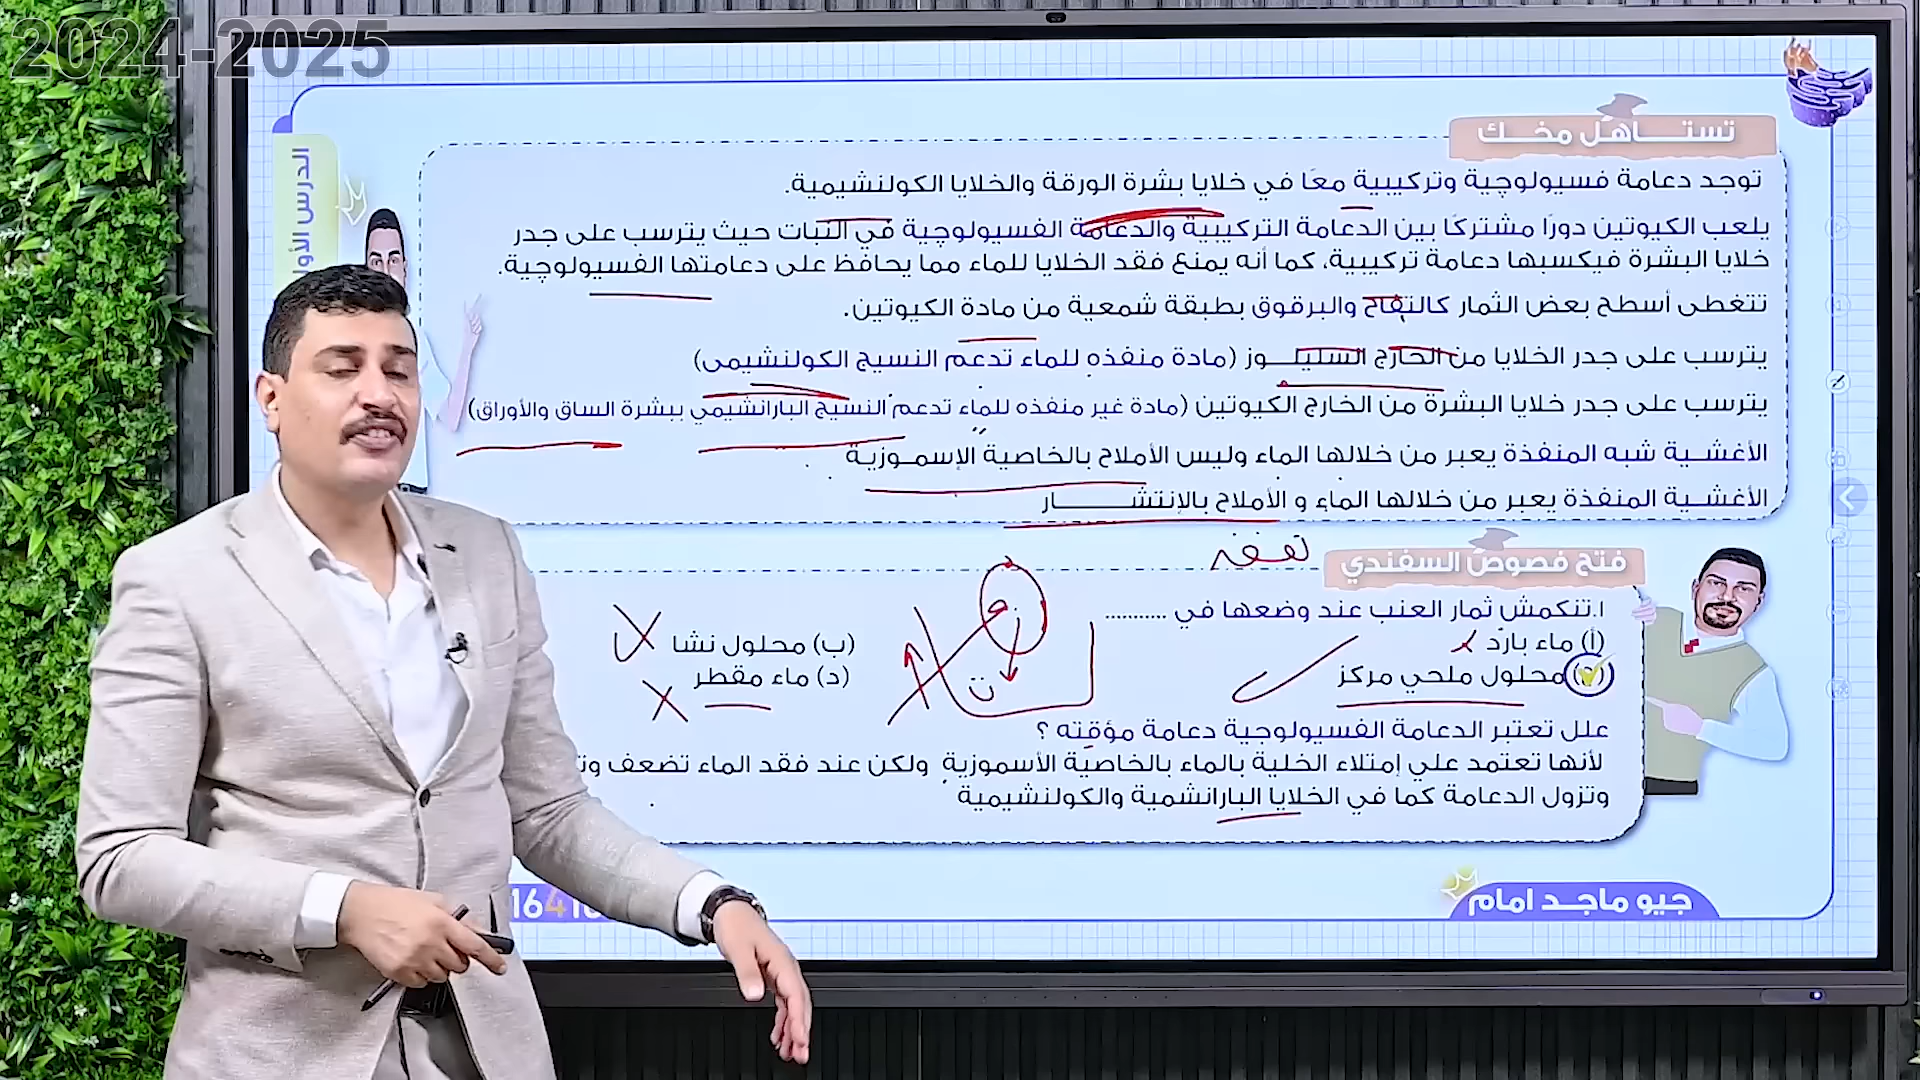 2024-2025
تستاهل مخك
الدرس الأول
توجد دعامة فسيولوچية وتركيبية معًا في خلايا بشرة الورقة والخلايا الكولنشيمية.
يلعب الكيوتين دورًا مشتركًا بين الدعامة التركيبية والدعامة الفسيولوچية في النبات حيث يترسب على جدر
خلايا البشرة فيكسبها دعامة تركيبية، كما أنه يمنع فقد الخلايا للماء مما يحافظ على دعامتها الفسيولوچية.
تتغطى أسطح بعض الثمار كالتفاح والبرقوق بطبقة شمعية من مادة الكيوتين.
يترسب على جدر الخلايا من الخارج السليلوز (مادة منفذه للماء تدعم النسيج الكولنشيمى)
يترسب على جدر خلايا البشرة من الخارج الكيوتين (مادة غير منفذه للماء تدعم النسيج البارانشيمي ببشرة الساق والأوراق)
الأغشية شبه المنفذة يعبر من خلالها الماء وليس الأملاح بالخاصية الإسموزية
الأغشية المنفذة يعبر من خلالها الماء و الأملاح بالإنتشار
فتح فصوص السفندي
١.تنكمش ثمار العنب عند وضعها في ...........
(أ) ماء بارد
(ب) محلول نشا
محلول ملحي مركز
(د) ماء مقطر
علل تعتبر الدعامة الفسيولوجية دعامة مؤقته ؟
لأنها تعتمد علي إمتلاء الخلية بالماء بالخاصية الأسموزية ولكن عند فقد الماء تضعف
وتزول الدعامة كما في الخلايا البارانشمية والكولنشيمية
جيو ماجد امام